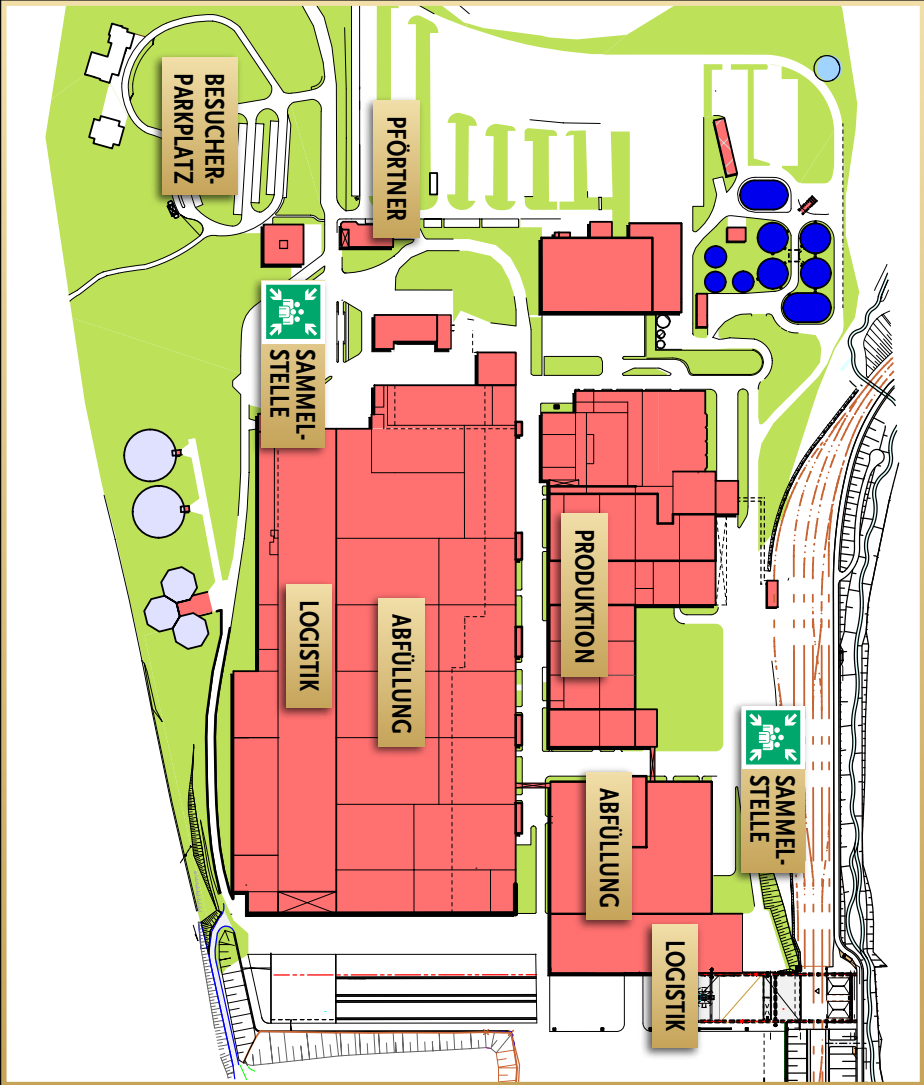 BESUCHER-
PARKPLATZ
PFÖRTNER
SAMMEL-
STELLE
PRODUKTION
LOGISTIK
ABFÜLLUNG
SAMMEL-
STELLE
ABFÜLLUNG
LOGISTIK